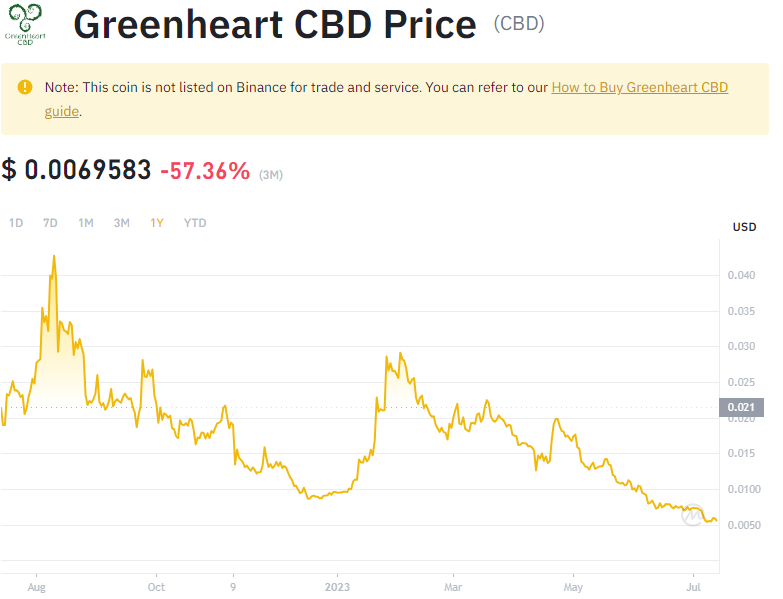 GreenHeart
CBD
Greenheart CBD Price (CBD)
Note: This coin is not listed on Binance for trade and service. You can refer to our How to Buy Greenheart CBD
guide.
$ 0.0069583 -57.36% (3M)
1D 7D 1M 3M 1Y YTD
USD
0.040
0.035
0.030
0.025
0.021
0.020
0.015
0.0100
0.0050
Aug Oct 9 2023 Mar May Jul